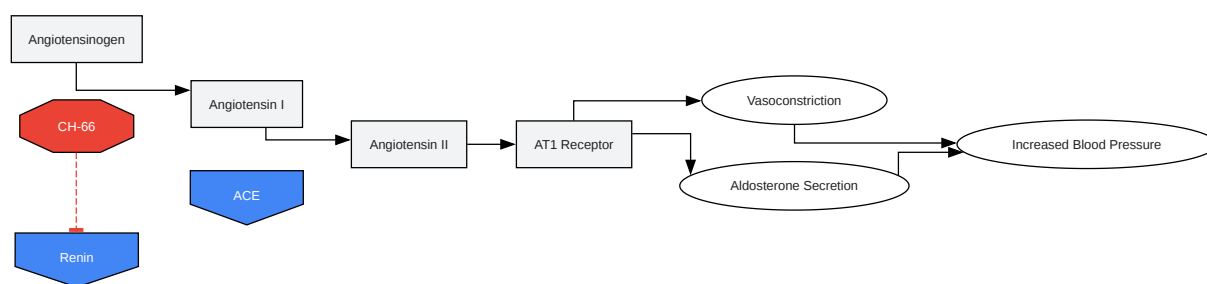 Angiotensinogen
CH-66
Renin
Angiotensin I
ACE
Angiotensin II
AT1 Receptor
Vasoconstriction
Aldosterone Secretion
Increased Blood Pressure